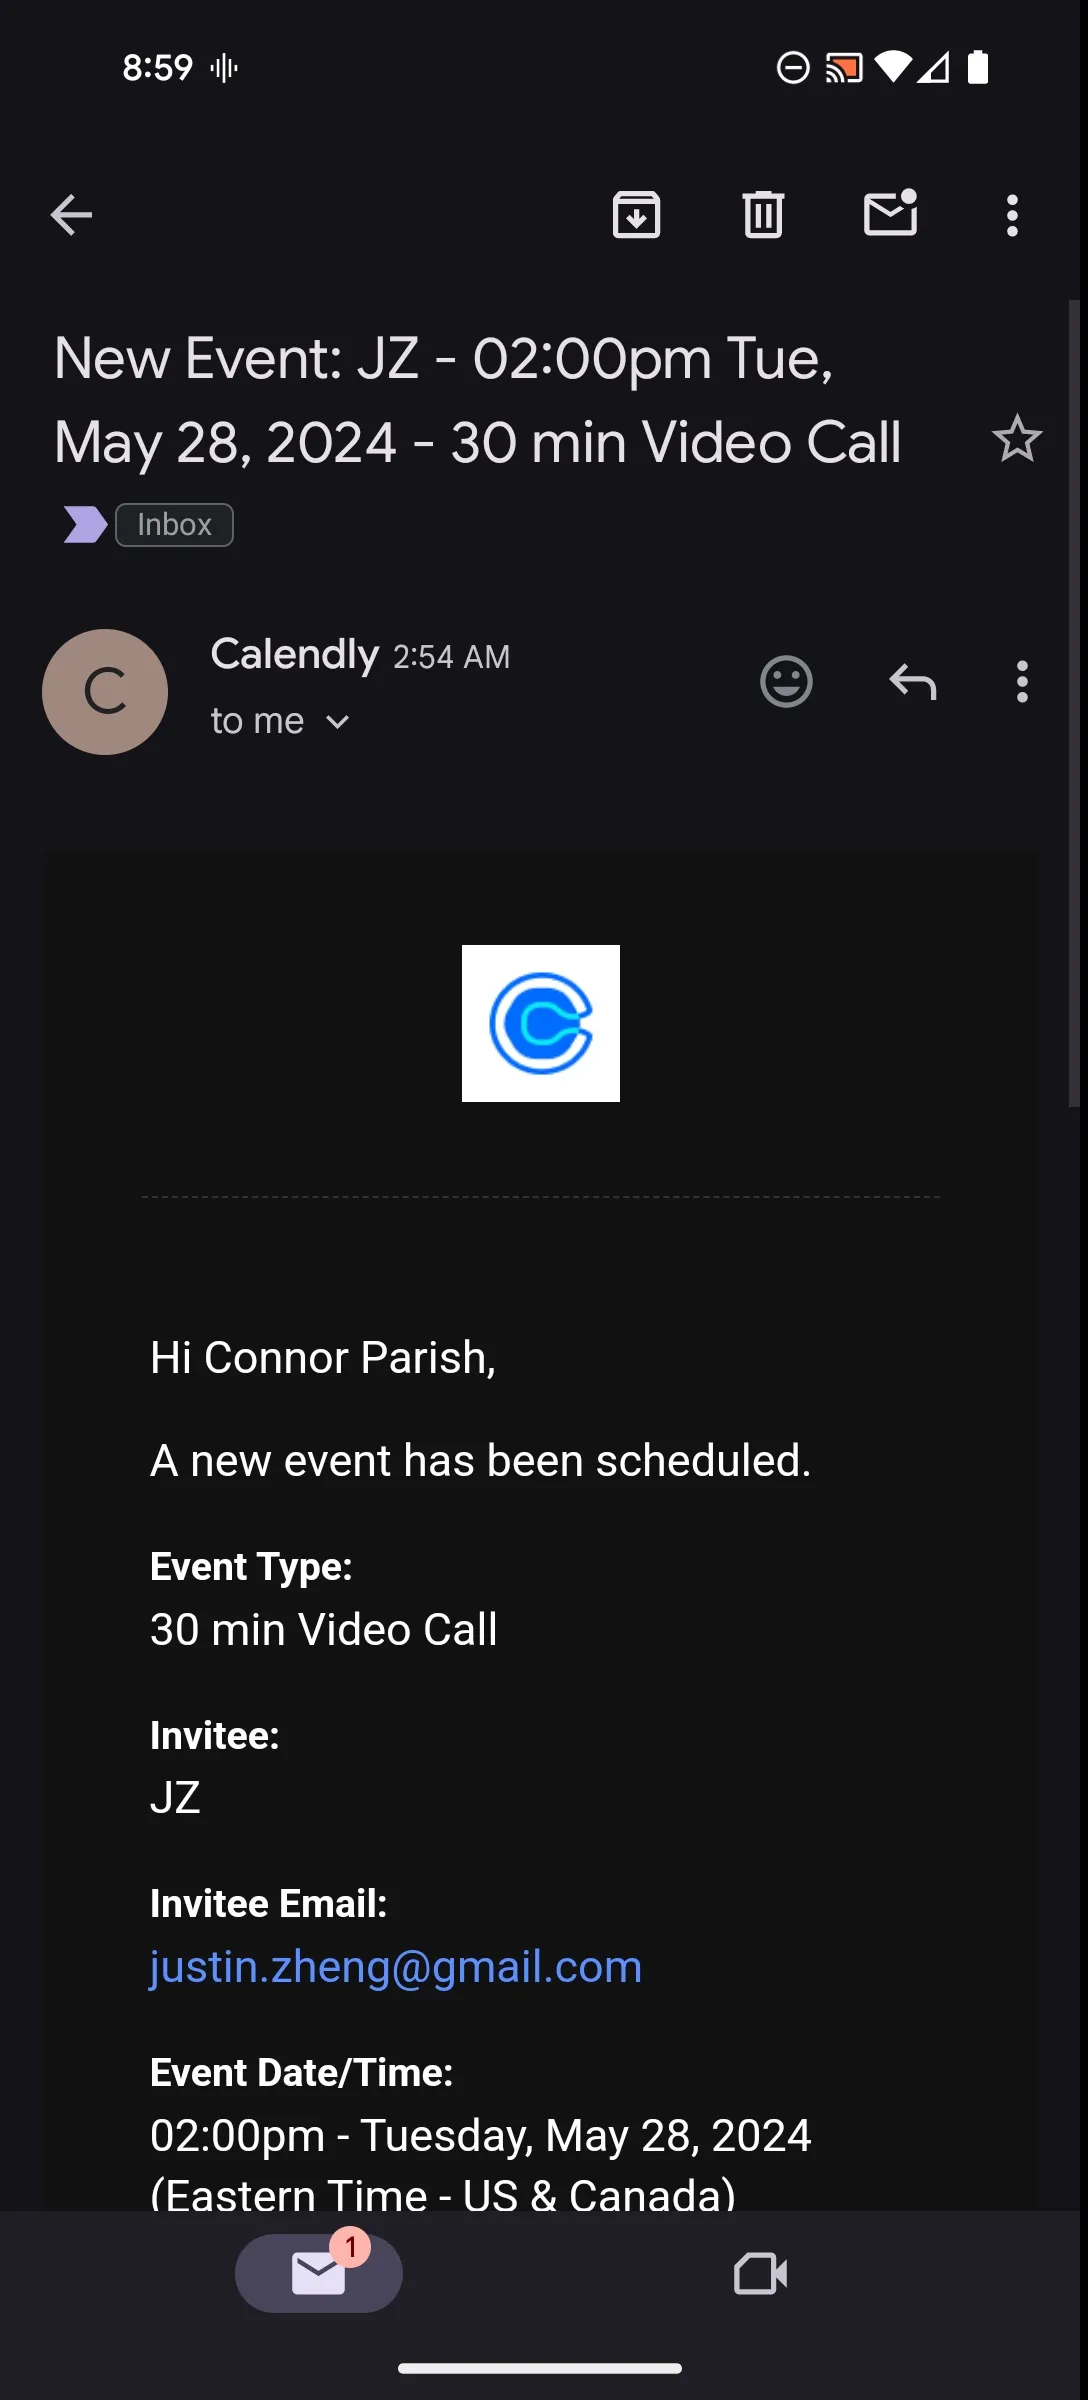 8:59
New Event: JZ - 02:00pm Tue,
May 28, 2024 - 30 min Video Call
Inbox
C
Calendly 2:54 AM
to me
Hi Connor Parish,
A new event has been scheduled.
Event Type:
30 min Video Call
Invitee:
JZ
Invitee Email:
justin.zheng@gmail.com
Event Date/Time:
02:00pm - Tuesday, May 28, 2024
(Eastern Time - US & Canada)
1